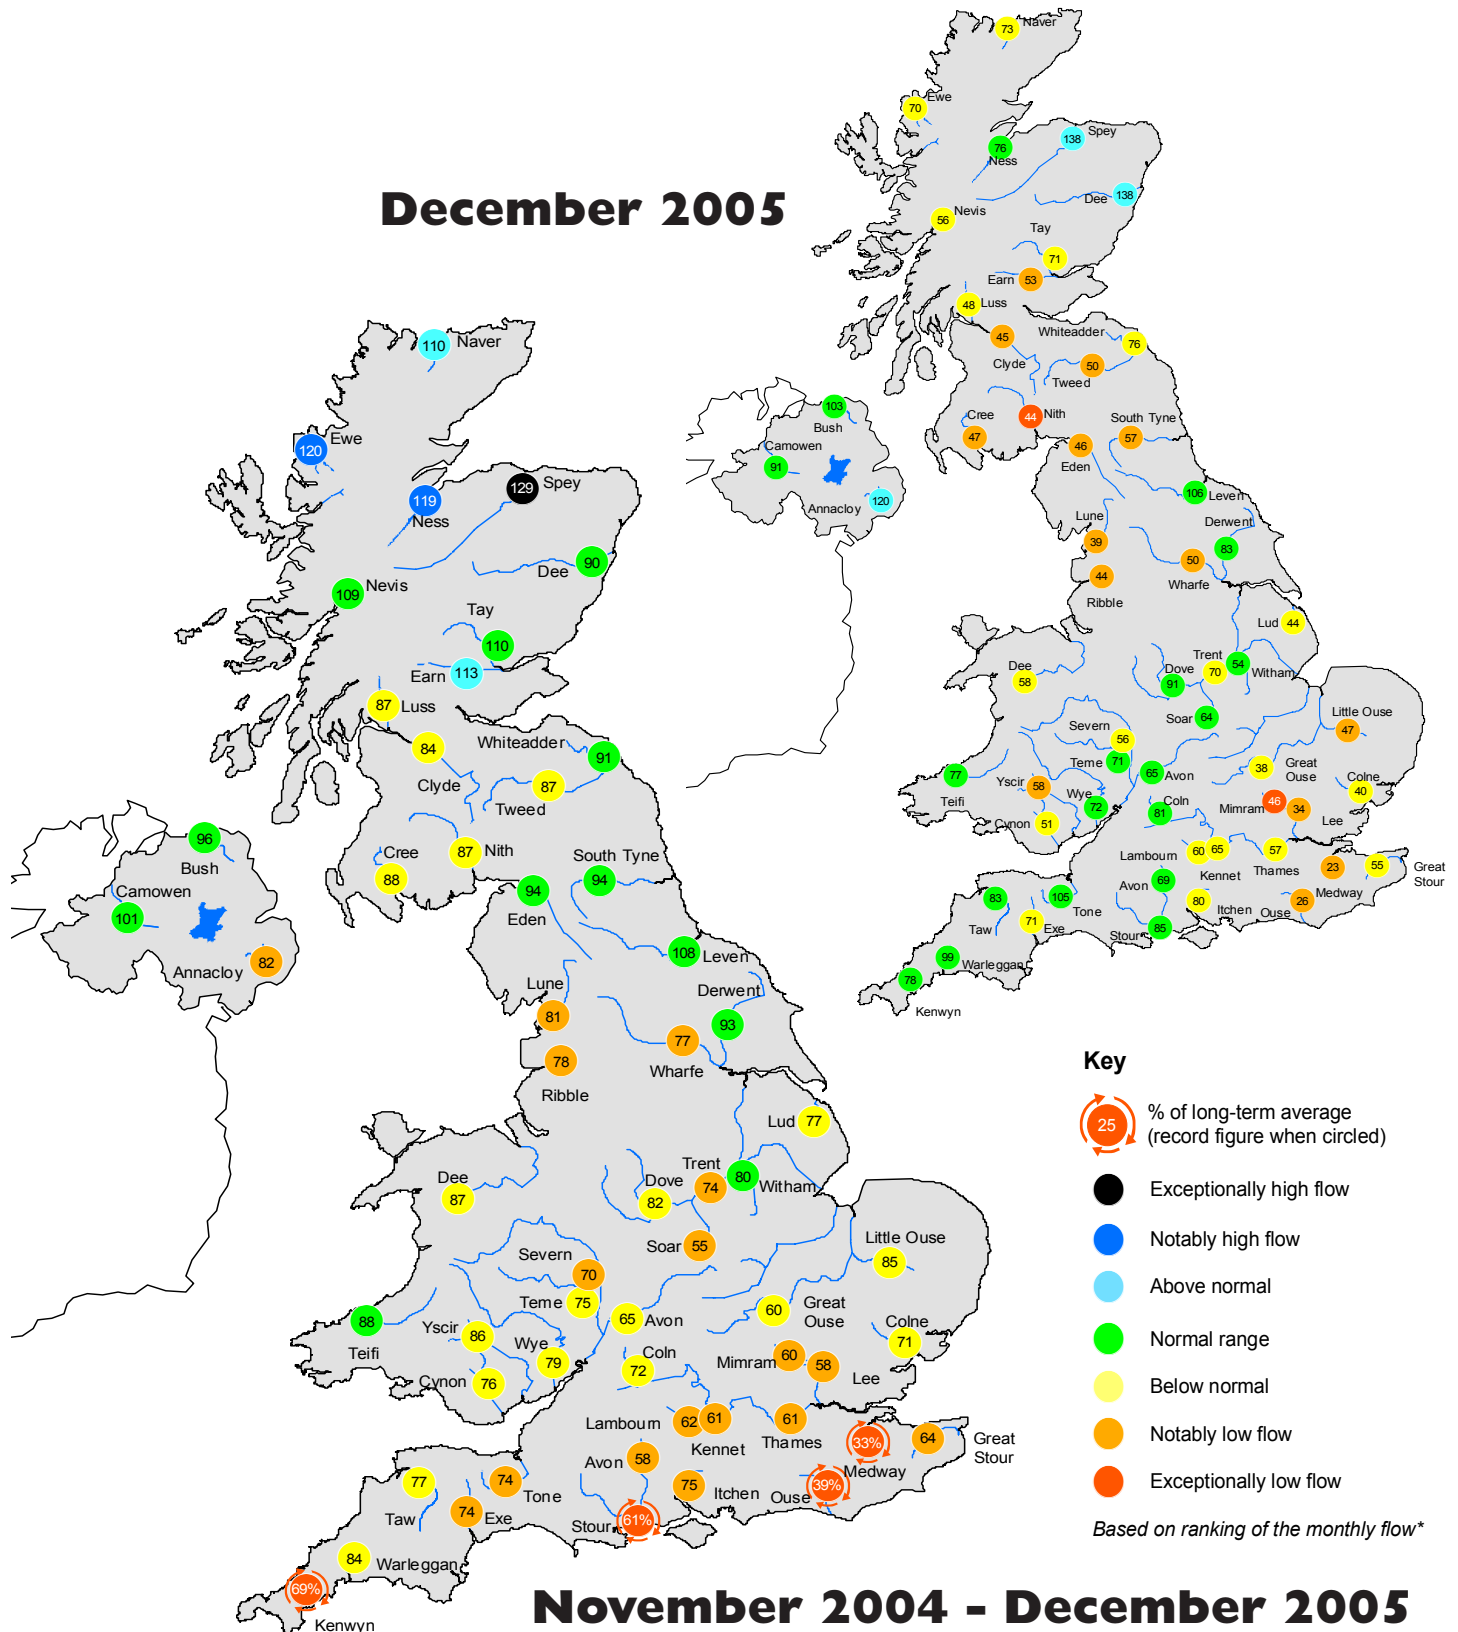 December 2005
73
Naver
70
Ewe
76
Ness
138
Spey
138
Dee
56
Nevis
Tay
71
Earn
53
48
Luss
45
Clyde
Whiteadder
76
50
Tweed
44
Nith
Cree
47
46
Eden
South Tyne
57
103
Bush
Camowen
91
Annacloy
120
106
Leven
Lune
39
Derwent
83
50
Wharfe
44
Ribble
Lud
44
Dee
58
Trent
70
54
Witham
Dove
91
Soar
64
Little Ouse
47
Severn
56
Teme
71
65
Avon
38
Great
Ouse
Colne
40
77
Teifi
Yscir
58
Wye
72
Cynon
51
Coln
81
Mimram
46
34
Lee
Lambourn
60
65
Kennet
57
Thames
23
Medway
55
Great
Stour
Avon
69
80
Itchen
Ouse
26
83
Taw
105
Tone
71
Exe
Stour
85
99
Warleggan
78
Kenwyn
110
Naver
120
Ewe
119
Ness
129
Spey
90
Dee
109
Nevis
Tay
110
Earn
113
87
Luss
84
Clyde
Whiteadder
91
87
Tweed
87
Nith
Cree
88
94
Eden
South Tyne
94
96
Bush
Camowen
101
Annacloy
82
108
Leven
Lune
81
Derwent
93
77
Wharfe
78
Ribble
Lud
77
Dee
87
Trent
74
80
Witham
Dove
82
Soar
55
Little Ouse
85
Severn
70
Teme
75
65
Avon
60
Great
Ouse
Colne
71
88
Teifi
Yscir
86
Wye
79
Cynon
76
Coln
72
Mimram
60
58
Lee
Lambourn
62
61
Kennet
61
Thames
33%
Medway
64
Great
Stour
Avon
58
75
Itchen
Ouse
39%
77
Taw
74
Tone
74
Exe
Stour
61%
84
Warleggan
69%
Kenwyn
Key
25
% of long-term average
(record figure when circled)
Exceptionally high flow
Notably high flow
Above normal
Normal range
Below normal
Notably low flow
Exceptionally low flow
Based on ranking of the monthly flow*
November 2004 - December 2005